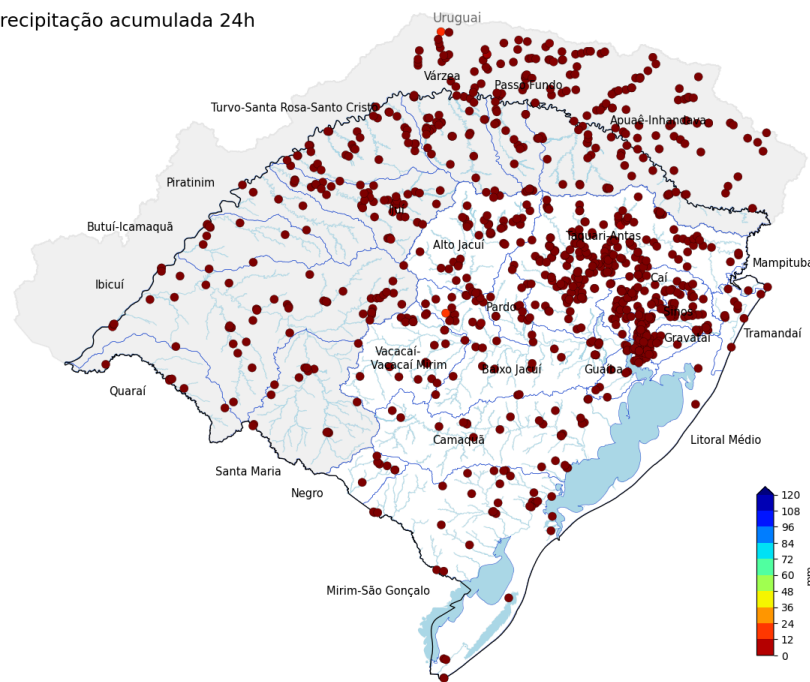 recipitação acumulada 24h
Uruguai
Várzea
Passo Fundo
Turvo-Santa Rosa-Santo Cristo
Apuaê-Inhandava
Piratinim
Ijuí
Butuí-Icamaquã
Alto Jacuí
Taquari-Antas
Mampituba
Ibicuí
Caí
Pardo
Sinos
Tramandaí
Gravataí
Vacacaí-
Vacacaí Mirim
Baixo Jacuí
Guaíba
Quaraí
Camaquã
Litoral Médio
Santa Maria
Negro
Mirim-São Gonçalo
120
108
96
84
72
60
48
36
24
12
0
mm